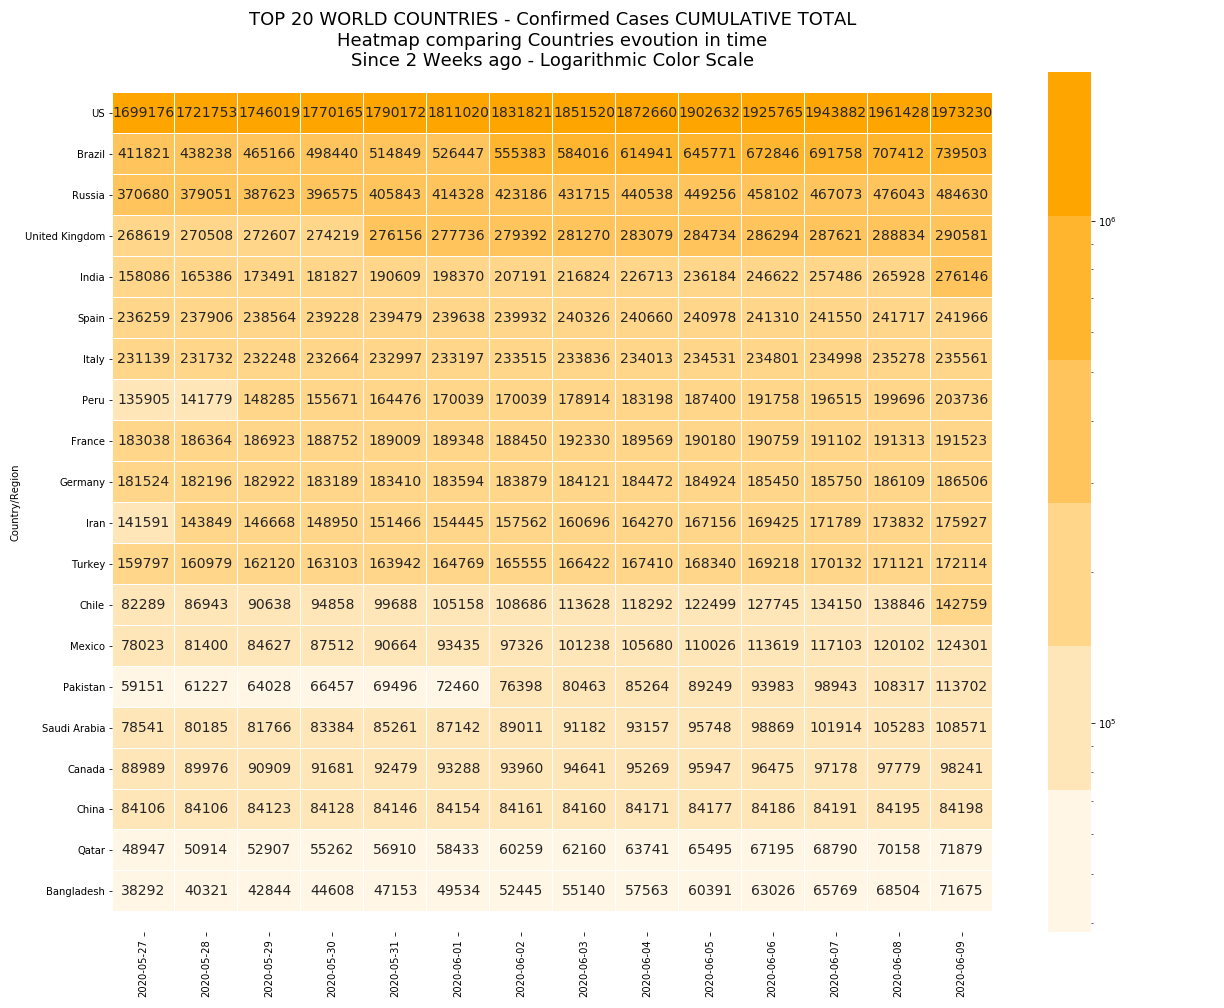 TOP 20 WORLD COUNTRIES - Confirmed Cases CUMULATIVE TOTAL
Heatmap comparing Countries evoution in time
Since 2 Weeks ago - Logarithmic Color Scale
US 1699176 1721753 1746019 1770165 1790172 1811020 1831821 1851520 1872660 1902632 1925765 1943882 1961428 1973230
Brazil 411821 438238 465166 498440 514849 526447 555383 584016 614941 645771 672846 691758 707412 739503
Russia 370680 379051 387623 396575 405843 414328 423186 431715 440538 449256 458102 467073 476043 484630
United Kingdom 268619 270508 272607 274219 276156 277736 279392 281270 283079 284734 286294 287621 288834 290581
India 158086 165386 173491 181827 190609 198370 207191 216824 226713 236184 246622 257486 265928 276146
Spain 236259 237906 238564 239228 239479 239638 239932 240326 240660 240978 241310 241550 241717 241966
Italy 231139 231732 232248 232664 232997 233197 233515 233836 234013 234531 234801 234998 235278 235561
Peru 135905 141779 148285 155671 164476 170039 170039 178914 183198 187400 191758 196515 199696 203736
France 183038 186364 186923 188752 189009 189348 188450 192330 189569 190180 190759 191102 191313 191523
Germany 181524 182196 182922 183189 183410 183594 183879 184121 184472 184924 185450 185750 186109 186506
Iran 141591 143849 146668 148950 151466 154445 157562 160696 164270 167156 169425 171789 173832 175927
Turkey 159797 160979 162120 163103 163942 164769 165555 166422 167410 168340 169218 170132 171121 172114
Chile 82289 86943 90638 94858 99688 105158 108686 113628 118292 122499 127745 134150 138846 142759
Mexico 78023 81400 84627 87512 90664 93435 97326 101238 105680 110026 113619 117103 120102 124301
Pakistan 59151 61227 64028 66457 69496 72460 76398 80463 85264 89249 93983 98943 108317 113702
Saudi Arabia 78541 80185 81766 83384 85261 87142 89011 91182 93157 95748 98869 101914 105283 108571
Canada 88989 89976 90909 91681 92479 93288 93960 94641 95269 95947 96475 97178 97779 98241
China 84106 84106 84123 84128 84146 84154 84161 84160 84171 84177 84186 84191 84195 84198
Qatar 48947 50914 52907 55262 56910 58433 60259 62160 63741 65495 67195 68790 70158 71879
Bangladesh 38292 40321 42844 44608 47153 49534 52445 55140 57563 60391 63026 65769 68504 71675
2020-05-27 2020-05-28 2020-05-29 2020-05-30 2020-05-31 2020-06-01 2020-06-02 2020-06-03 2020-06-04 2020-06-05 2020-06-06 2020-06-07 2020-06-08 2020-06-09
Country/Region
10⁶
10⁵